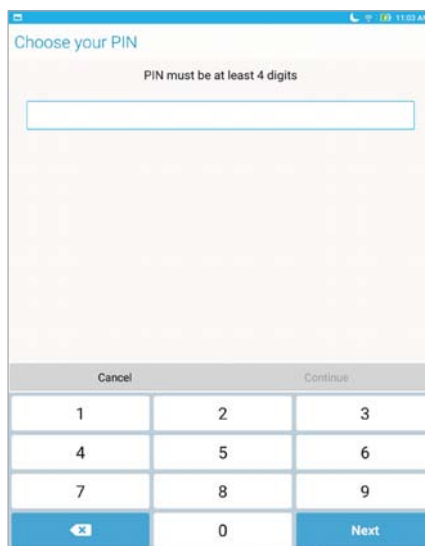 11:03 AM
Choose your PIN
PIN must be at least 4 digits
Cancel Continue
1 2 3
4 5 6
7 8 9
0 Next